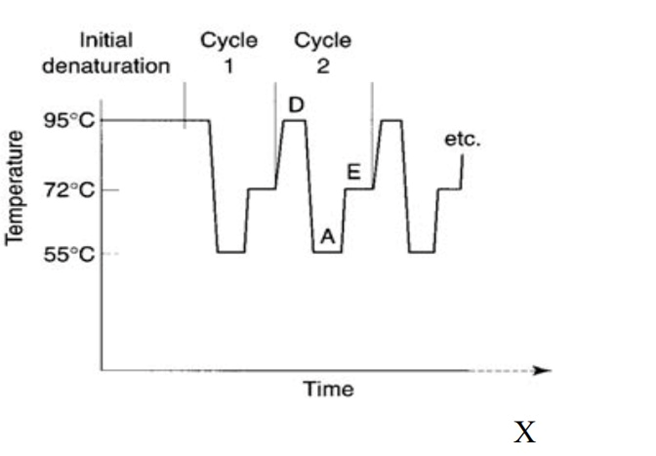 Initial
denaturation
Cycle
1
Cycle
2
D
95°C
etc.
E
72°C
A
55°C
Temperature
Time
X